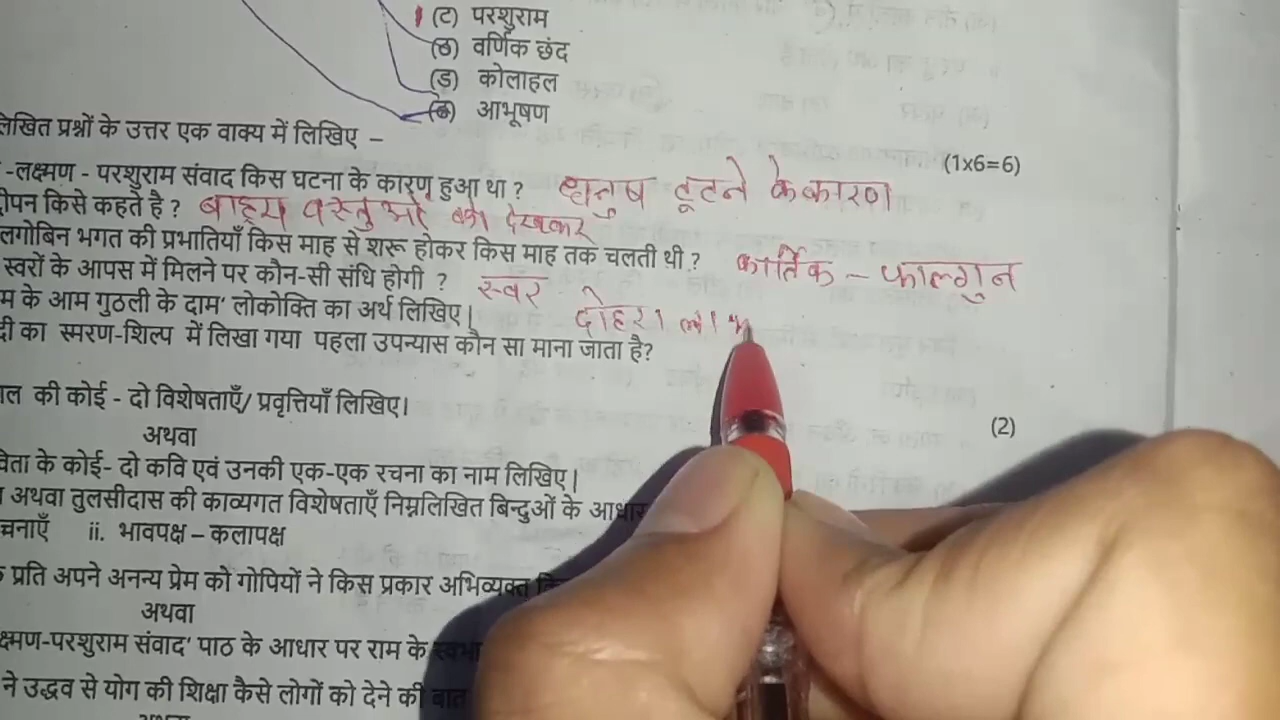 (ट) परशुराम
(ठ) वर्णिक छंद
(ड) कोलाहल
आभूषण
लिखित प्रश्नों के उत्तर एक वाक्य में लिखिए –
(1x6=6)
-लक्ष्मण - परशुराम संवाद किस घटना के कारण हुआ था ? धनुष टूटने के कारण
ीपन किसे कहते है ? बाह्य वस्तुओं को देखकर
लगोबिन भगत की प्रभातियाँ किस माह से शरू होकर किस माह तक चलती थी ? कार्तिक – फाल्गुन
स्वरों के आपस में मिलने पर कौन-सी संधि होगी ? स्वर
म के आम गुठली के दाम' लोकोक्ति का अर्थ लिखिए। दोहरा लाभ
दी का स्मरण-शिल्प में लिखा गया पहला उपन्यास कौन सा माना जाता है?
ाल की कोई - दो विशेषताएँ/ प्रवृत्तियाँ लिखिए।
(2)
अथवा
विता के कोई- दो कवि एवं उनकी एक-एक रचना का नाम लिखिए।
अथवा तुलसीदास की काव्यगत विशेषताएँ निम्नलिखित बिन्दुओं के आधार
चनाएँ ii. भावपक्ष – कलापक्ष
प्रति अपने अनन्य प्रेम को गोपियों ने किस प्रकार अभिव्यक्त
अथवा
क्ष्मण-परशुराम संवाद' पाठ के आधार पर राम के स्वभा
ने उद्धव से योग की शिक्षा कैसे लोगों को देने की बात